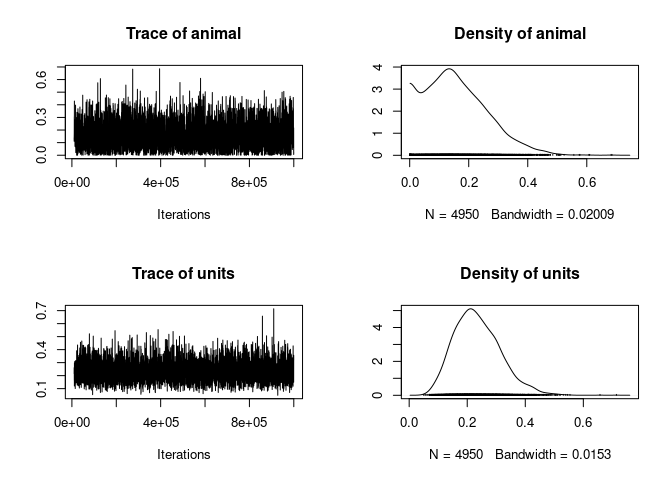 Trace of animal
0.0 0.3 0.6
0e+00 4e+05 8e+05
Iterations
Density of animal
0 1 2 3 4
0.0 0.2 0.4 0.6
N = 4950 Bandwidth = 0.02009
Trace of units
0.1 0.4 0.7
0e+00 4e+05 8e+05
Iterations
Density of units
0 2 4
0.0 0.2 0.4 0.6
N = 4950 Bandwidth = 0.0153